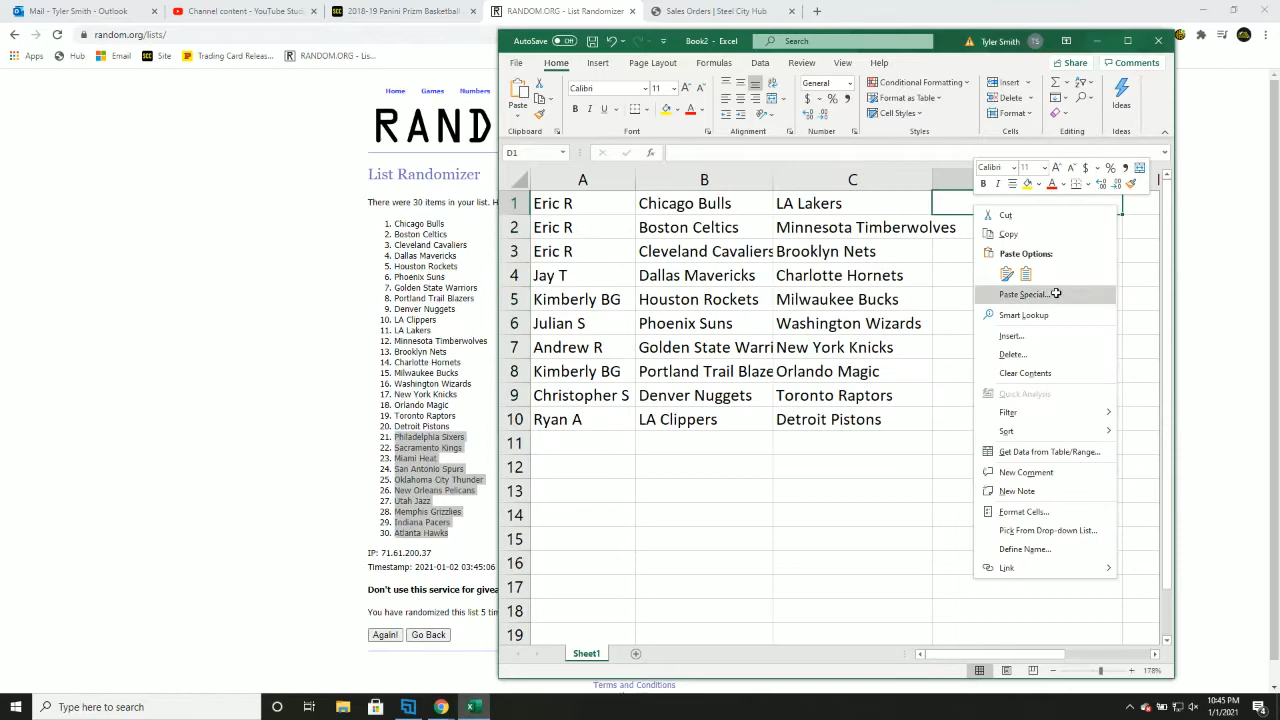 Mail - Tyler Smith - Outlook
Channel content - YouTube Stud
2018-19 Panini Prizm Basketball
RANDOM.ORG - List Randomizer
Sales Orders | Steel City Hub
random.org/lists/
Apps
Hub
Email
Site
Trading Card Releas...
RANDOM.ORG - Lis...
Home
Games
Numbers
RAND
List Randomizer
There were 30 items in your list. H
1. Chicago Bulls
2. Boston Celtics
3. Cleveland Cavaliers
4. Dallas Mavericks
5. Houston Rockets
6. Phoenix Suns
7. Golden State Warriors
8. Portland Trail Blazers
9. Denver Nuggets
10. LA Clippers
11. LA Lakers
12. Minnesota Timberwolves
13. Brooklyn Nets
14. Charlotte Hornets
15. Milwaukee Bucks
16. Washington Wizards
17. New York Knicks
18. Orlando Magic
19. Toronto Raptors
20. Detroit Pistons
21. Philadelphia Sixers
22. Sacramento Kings
23. Miami Heat
24. San Antonio Spurs
25. Oklahoma City Thunder
26. New Orleans Pelicans
27. Utah Jazz
28. Memphis Grizzlies
29. Indiana Pacers
30. Atlanta Hawks
IP: 71.61.200.37
Timestamp: 2021-01-02 03:45:06
Don't use this service for givea
You have randomized this list 5 tim
Again!
Go Back
Terms and Conditions
AutoSave Off
Book2 - Excel
Search
Tyler Smith
TS
File
Home
Insert
Page Layout
Formulas
Data
Review
View
Help
Share
Comments
Paste
Calibri
11
General
Conditional Formatting
Format as Table
Cell Styles
Insert
Delete
Format
Ideas
Clipboard
Font
Alignment
Number
Styles
Cells
Editing
Ideas
D1
A B C
1 Eric R Chicago Bulls LA Lakers
2 Eric R Boston Celtics Minnesota Timberwolves
3 Eric R Cleveland Cavaliers Brooklyn Nets
4 Jay T Dallas Mavericks Charlotte Hornets
5 Kimberly BG Houston Rockets Milwaukee Bucks
6 Julian S Phoenix Suns Washington Wizards
7 Andrew R Golden State Warri New York Knicks
8 Kimberly BG Portland Trail Blaze Orlando Magic
9 Christopher S Denver Nuggets Toronto Raptors
10 Ryan A LA Clippers Detroit Pistons
11
12
13
14
15
16
17
18
19
Calibri
11
Cut
Copy
Paste Options:
Paste Special...
Smart Lookup
Insert...
Delete...
Clear Contents
Quick Analysis
Filter
Sort
Get Data from Table/Range...
New Comment
New Note
Format Cells...
Pick From Drop-down List...
Define Name...
Link
Sheet1
178%
Type here to search
10:45 PM
1/1/2021
4